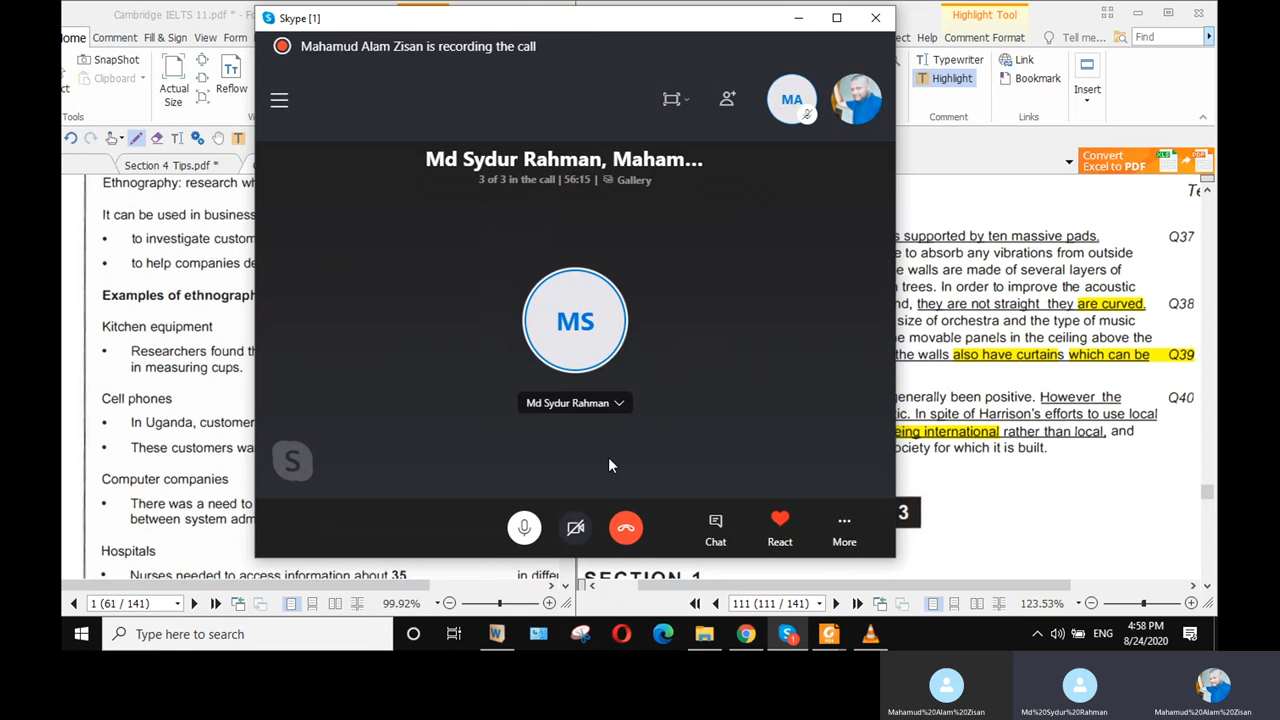 Cambridge IELTS 11.pdf *
Highlight Tool
Skype [1]
Mahamud Alam Zisan is recording the call
Home Comment Fill & Sign View Form
Comment Format
Tell me...
Find
SnapShot
Clipboard
Actual
Size
Reflow
Tools
MA
Typewriter
Highlight
Link
Bookmark
Insert
Comment
Links
Section 4 Tips.pdf *
Convert
Excel to PDF
Md Sydur Rahman, Maham...
3 of 3 in the call | 56:15 | Gallery
Ethnography: research wh
It can be used in business
• to investigate custom
• to help companies de
Examples of ethnograph
Kitchen equipment
• Researchers found th
in measuring cups.
Cell phones
• In Uganda, custome
• These customers wa
Computer companies
• There was a need to
between system adm
Hospitals
• Nurses needed to access information about 35
in differe
MS
Md Sydur Rahman
S
Chat
React
More
Te
s supported by ten massive pads. Q37
e to absorb any vibrations from outside
e walls are made of several layers of
n trees. In order to improve the acoustic
nd, they are not straight they are curved. Q38
size of orchestra and the type of music
e movable panels in the ceiling above the
the walls also have curtains which can be Q39
generally been positive. However the Q40
ic. In spite of Harrison's efforts to use local
eing international rather than local, and
ociety for which it is built.
3
SECTION 1
1 (61 / 141)
99.92%
111 (111 / 141)
123.53%
Type here to search
ENG
4:58 PM
8/24/2020
Mahamud%20Alam%20Zisan
Md%20Sydur%20Rahman
Mahamud%20Alam%20Zisan